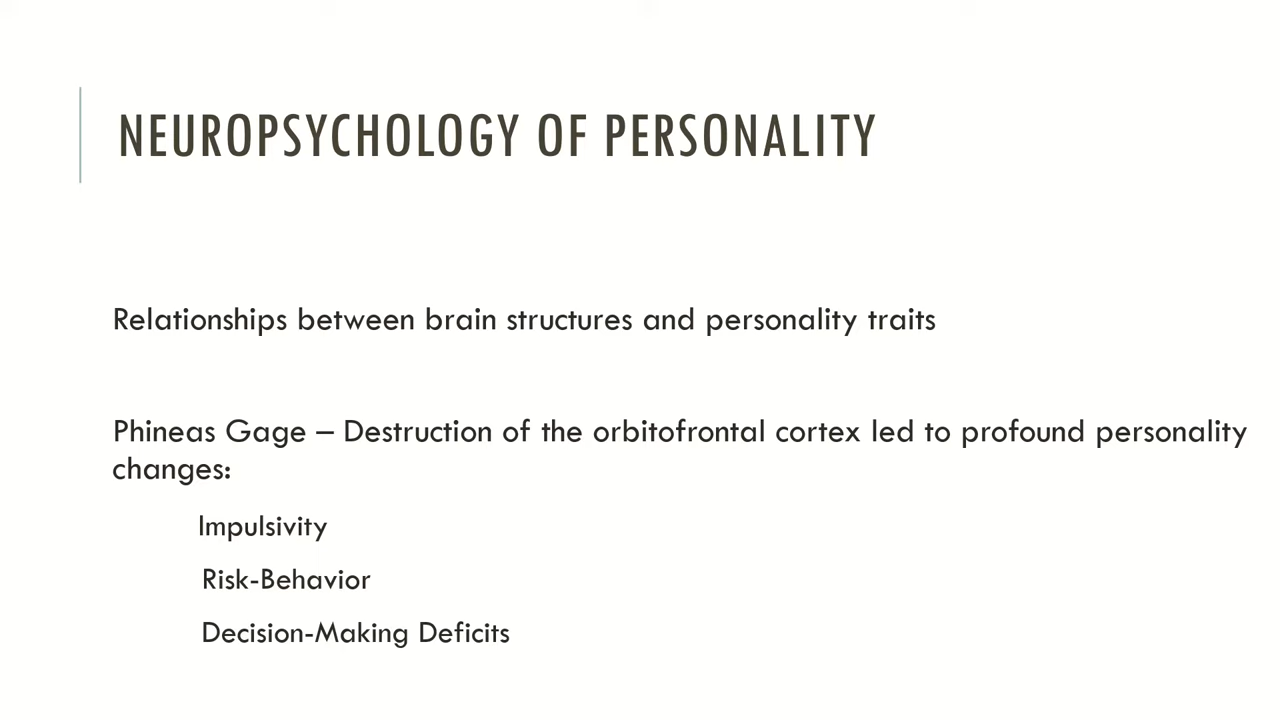 NEUROPSYCHOLOGY OF PERSONALITY
Relationships between brain structures and personality traits
Phineas Gage – Destruction of the orbitofrontal cortex led to profound personality
changes:
Impulsivity
Risk-Behavior
Decision-Making Deficits